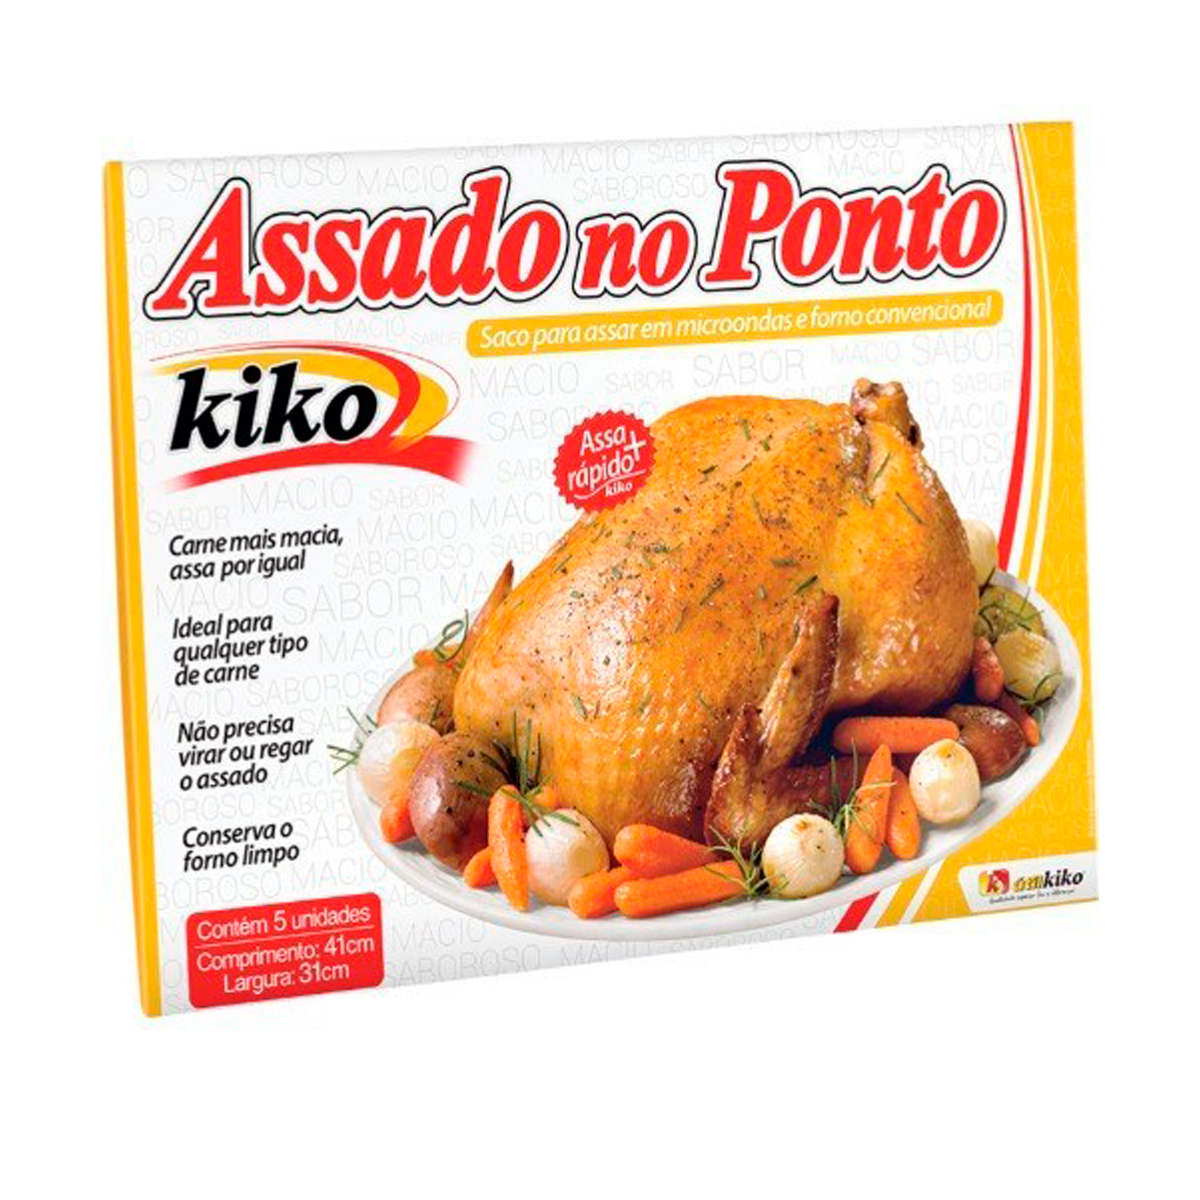 Assado no Ponto
Saco para assar em microondas e forno convencional
kiko
Assa
rápido+
kiko
Carne mais macia,
assa por igual
Ideal para
qualquer tipo
de carne
Não precisa
virar ou regar
o assado
Conserva o
forno limpo
Contém 5 unidades
Comprimento: 41cm
Largura: 31cm
kiko